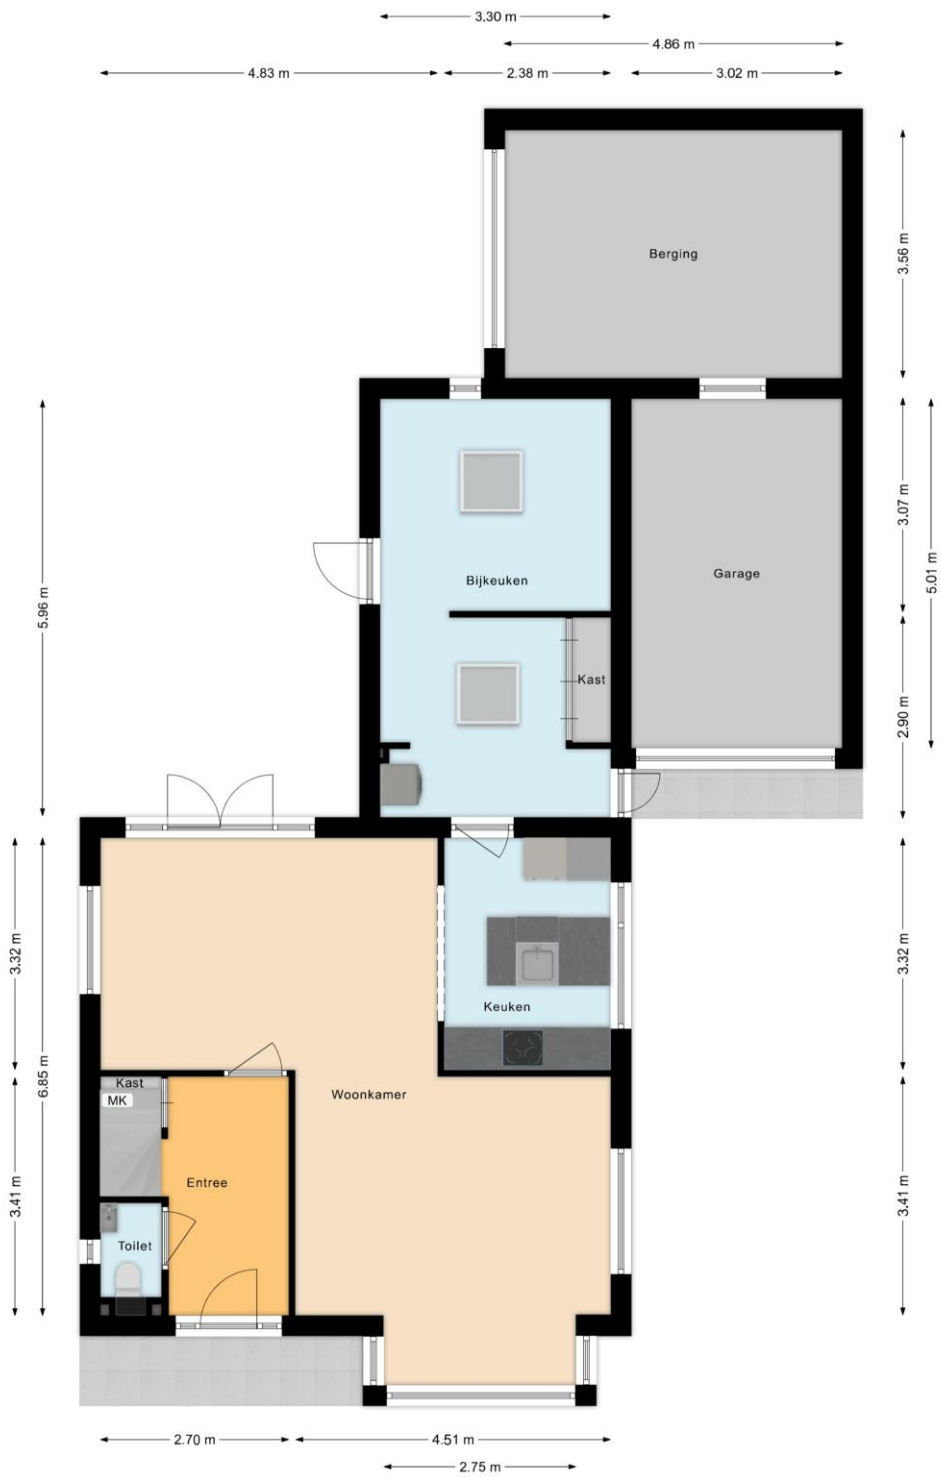 3.30 m
4.86 m
4.83 m
2.38 m
3.02 m
3.56 m
Berging
3.07 m
5.01 m
Garage
Bijkeuken
5.96 m
Kast
2.90 m
3.32 m
3.32 m
Keuken
6.85 m
Kast
MK
Woonkamer
Entree
3.41 m
3.41 m
Toilet
2.70 m
4.51 m
2.75 m